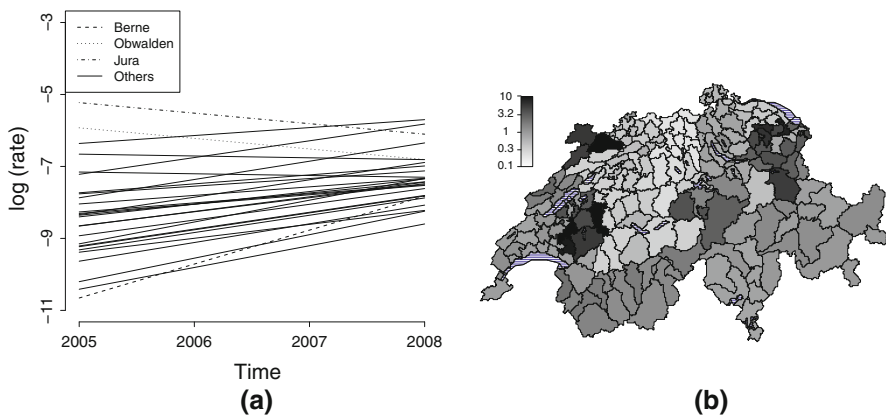 Berne
Obwalden
Jura
Others
log (rate)
−3
−5
−7
−9
−11
2005
2006
2007
2008
Time
(a)
10
3.2
1
0.3
0.1
(b)